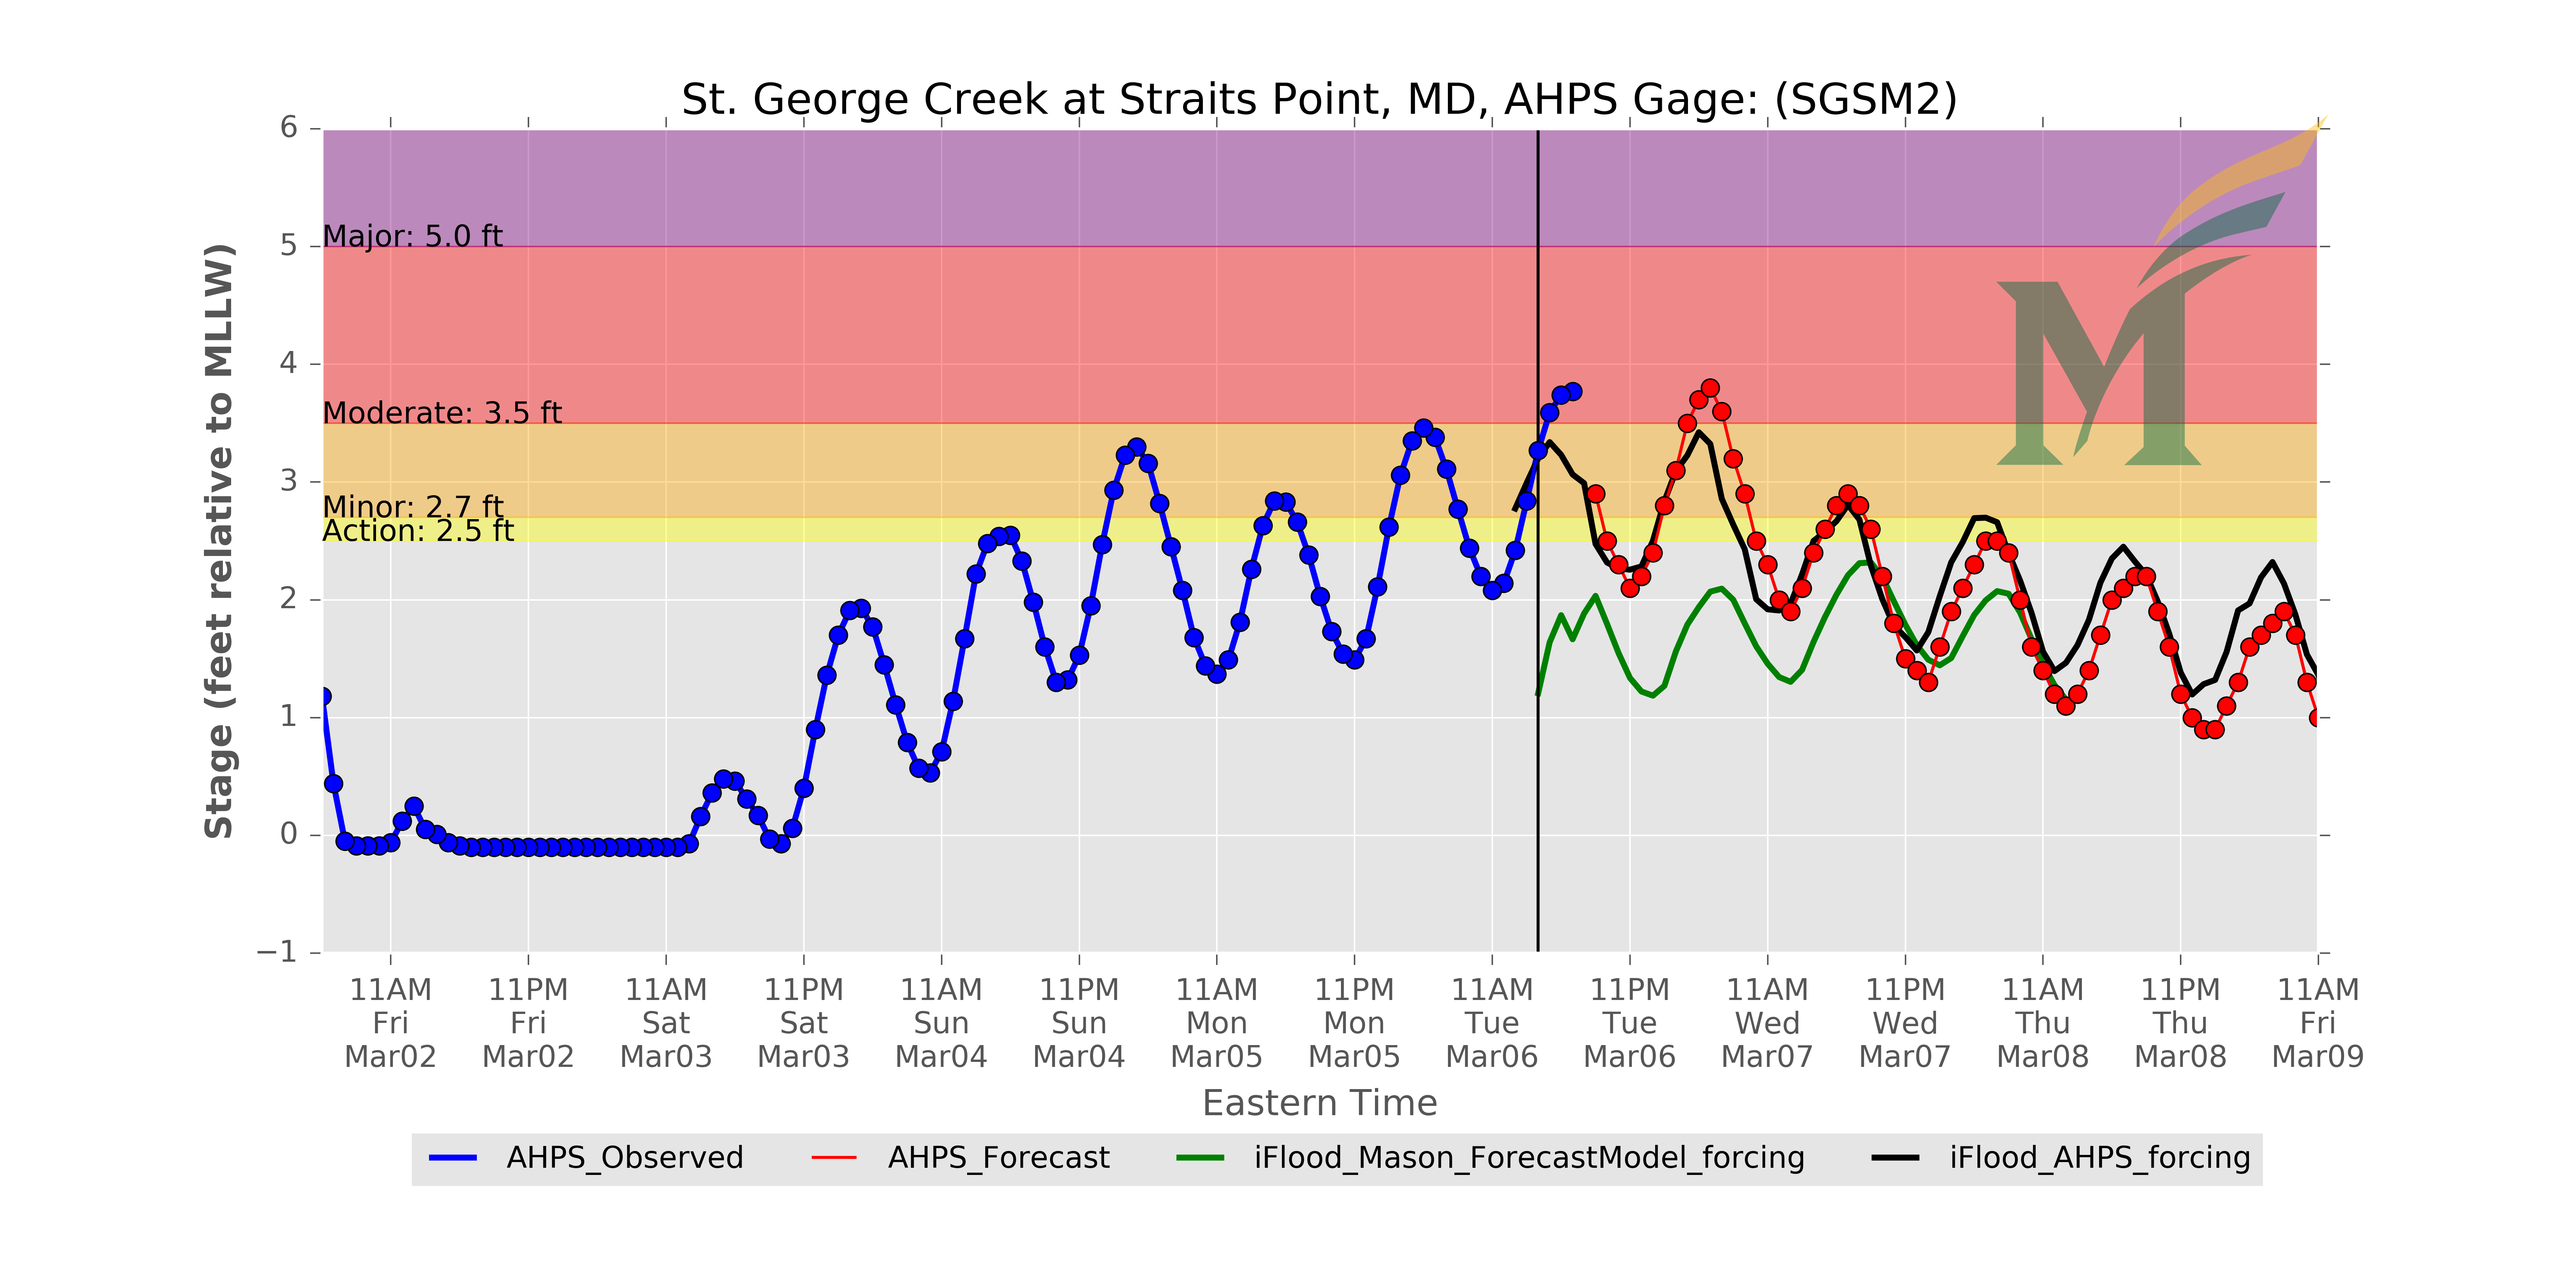 St. George Creek at Straits Point, MD, AHPS Gage: (SGSM2)
Stage (feet relative to MLLW)
6
5
4
3
2
1
0
−1
Major: 5.0 ft
Moderate: 3.5 ft
Minor: 2.7 ft
Action: 2.5 ft
M
11AM 11PM 11AM 11PM 11AM 11PM 11AM 11PM 11AM 11PM 11AM 11PM 11AM 11PM 11AM
Fri Fri Sat Sat Sun Sun Mon Mon Tue Tue Wed Wed Thu Thu Fri
Mar02 Mar02 Mar03 Mar03 Mar04 Mar04 Mar05 Mar05 Mar06 Mar06 Mar07 Mar07 Mar08 Mar08 Mar09
Eastern Time
AHPS_Observed AHPS_Forecast iFlood_Mason_ForecastModel_forcing iFlood_AHPS_forcing